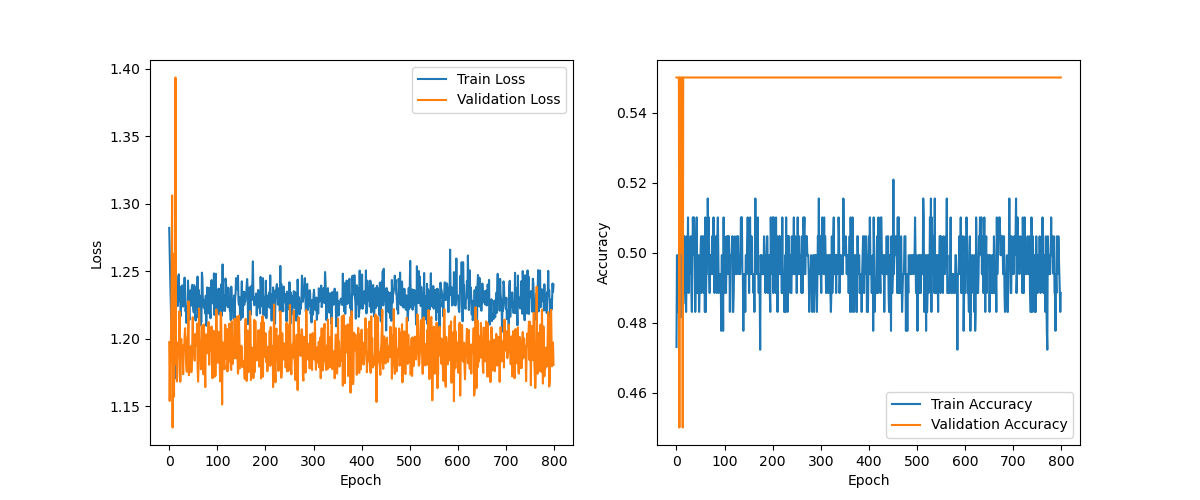 1.40
1.35
1.30
1.25
1.20
1.15
Loss
0 100 200 300 400 500 600 700 800
Epoch
Train Loss
Validation Loss
0.54
0.52
0.50
0.48
0.46
Accuracy
0 100 200 300 400 500 600 700 800
Epoch
Train Accuracy
Validation Accuracy